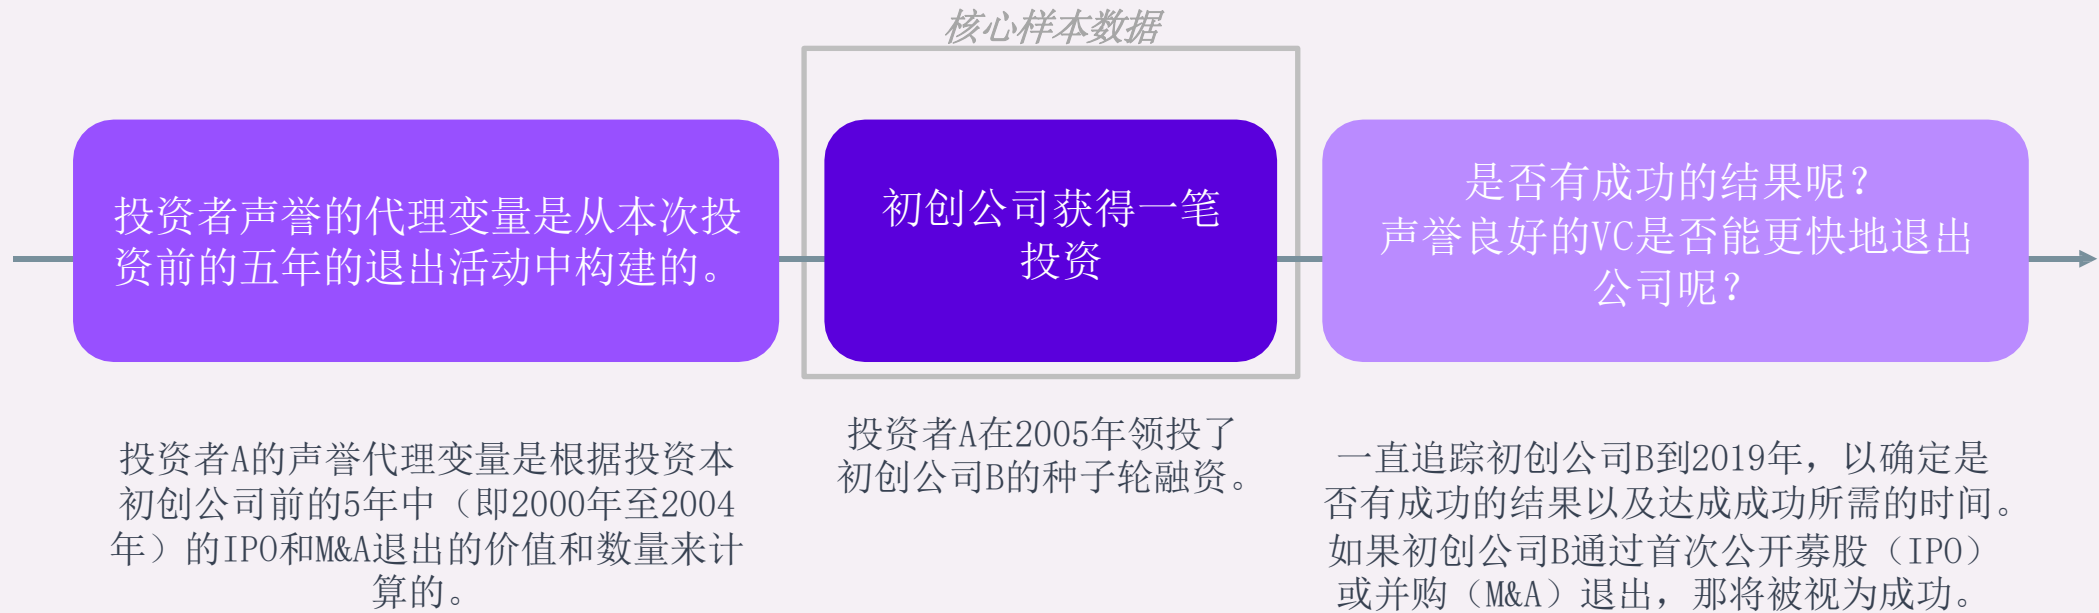 核心样本数据
投资者声誉的代理变量是从本次投
资前的五年的退出活动中构建的。
初创公司获得一笔
投资
是否有成功的结果呢？
声誉良好的VC是否能更快地退出
公司呢？
投资者A的声誉代理变量是根据投资本
初创公司前的5年中（即2000年至2004
年）的IPO和M&A退出的价值和数量来计
算的。
投资者A在2005年领投了
初创公司B的种子轮融资。
一直追踪初创公司B到2019年，以确定是
否有成功的结果以及达成成功所需的时间。
如果初创公司B通过首次公开募股（IPO）
或并购（M&A）退出，那将被视为成功。